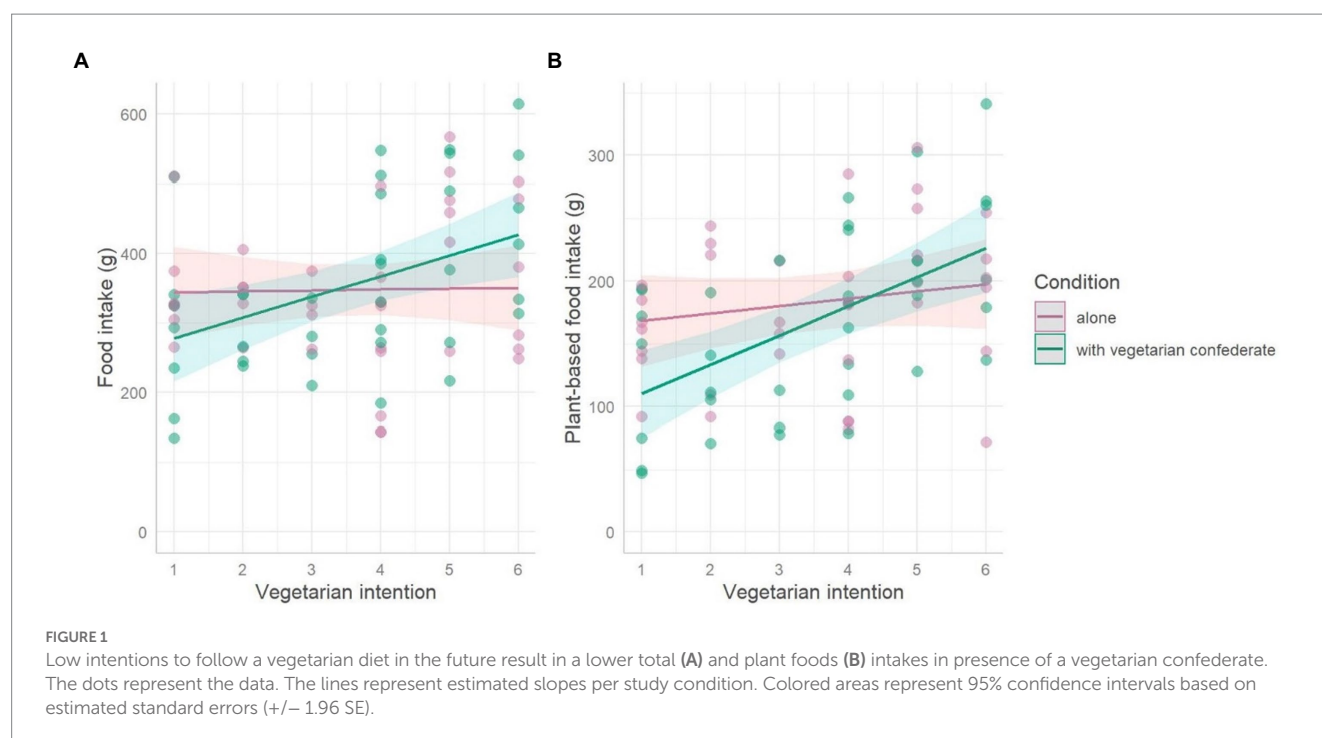 A
B
600
400
200
0
Food intake (g)
1 2 3 4 5 6
Vegetarian intention
300
200
100
0
Plant-based food intake (g)
1 2 3 4 5 6
Vegetarian intention
Condition
alone
with vegetarian confederate
FIGURE 1
Low intentions to follow a vegetarian diet in the future result in a lower total (A) and plant foods (B) intakes in presence of a vegetarian confederate.
The dots represent the data. The lines represent estimated slopes per study condition. Colored areas represent 95% confidence intervals based on
estimated standard errors (+/− 1.96 SE).